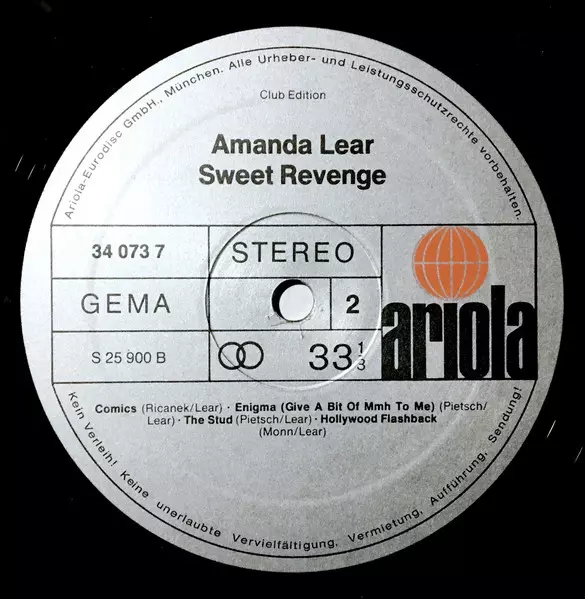 Ariola-Eurodisc GmbH., München. Alle Urheber- und Leistungsschutzrechte vorbehalten.
Club Edition
Amanda Lear
Sweet Revenge
34 073 7
STEREO
GEMA
2
ariola
S 25 900 B
33 1/3
Comics (Ricanek/Lear) · Enigma (Give A Bit Of Mmh To Me) (Pietsch/
Lear) · The Stud (Pietsch/Lear) · Hollywood Flashback
(Monn/Lear)
Kein Verleih! Keine unerlaubte Vervielfältigung, Vermietung, Aufführung, Sendung!